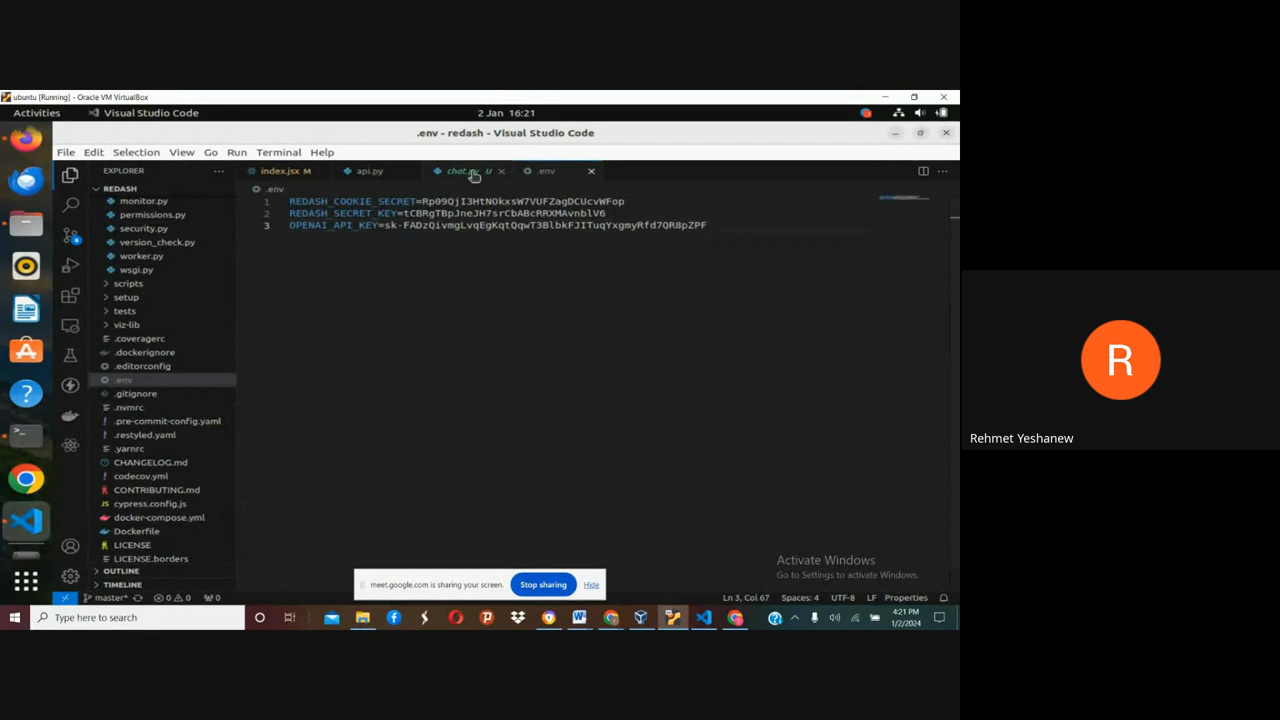 ubuntu [Running] - Oracle VM VirtualBox
Activities
Visual Studio Code
2 Jan 16:21
.env - redash - Visual Studio Code
File Edit Selection View Go Run Terminal Help
EXPLORER
index.jsx M
api.py
U
.env
REDASH
.env
monitor.py
permissions.py
security.py
version_check.py
worker.py
wsgi.py
scripts
setup
tests
viz-lib
.coveragerc
.dockerignore
.editorconfig
.env
.gitignore
.nvmrc
.pre-commit-config.yaml
.restyled.yaml
.yarnrc
CHANGELOG.md
codecov.yml
CONTRIBUTING.md
cypress.config.js
docker-compose.yml
Dockerfile
LICENSE
LICENSE.borders
OUTLINE
TIMELINE
1 REDASH_COOKIE_SECRET=
2 REDASH_SECRET_KEY=
3 OPENAI_API_KEY=
Activate Windows
Go to Settings to activate Windows.
meet.google.com is sharing your screen.
Stop sharing
Hide
master*
0 0
0
Ln 3, Col 67
Spaces: 4
UTF-8
LF
Properties
Type here to search
4:21 PM
1/2/2024
R
Rehmet Yeshanew